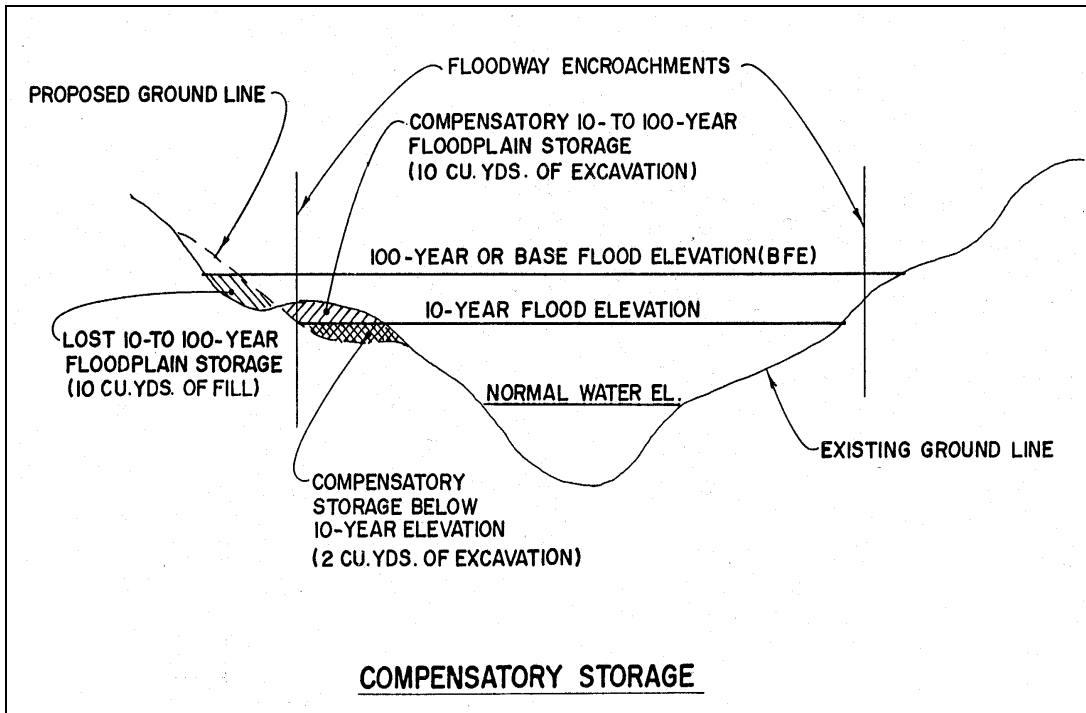 FLOODWAY ENCROACHMENTS
PROPOSED GROUND LINE
COMPENSATORY 10-TO 100-YEAR
FLOODPLAIN STORAGE
(10 CU.YDS. OF EXCAVATION)
100-YEAR OR BASE FLOOD ELEVATION(BFE)
10-YEAR FLOOD ELEVATION
LOST 10-TO 100-YEAR
FLOODPLAIN STORAGE
(10 CU.YDS. OF FILL)
NORMAL WATER EL.
EXISTING GROUND LINE
COMPENSATORY
STORAGE BELOW
10-YEAR ELEVATION
(2 CU.YDS. OF EXCAVATION)
COMPENSATORY STORAGE